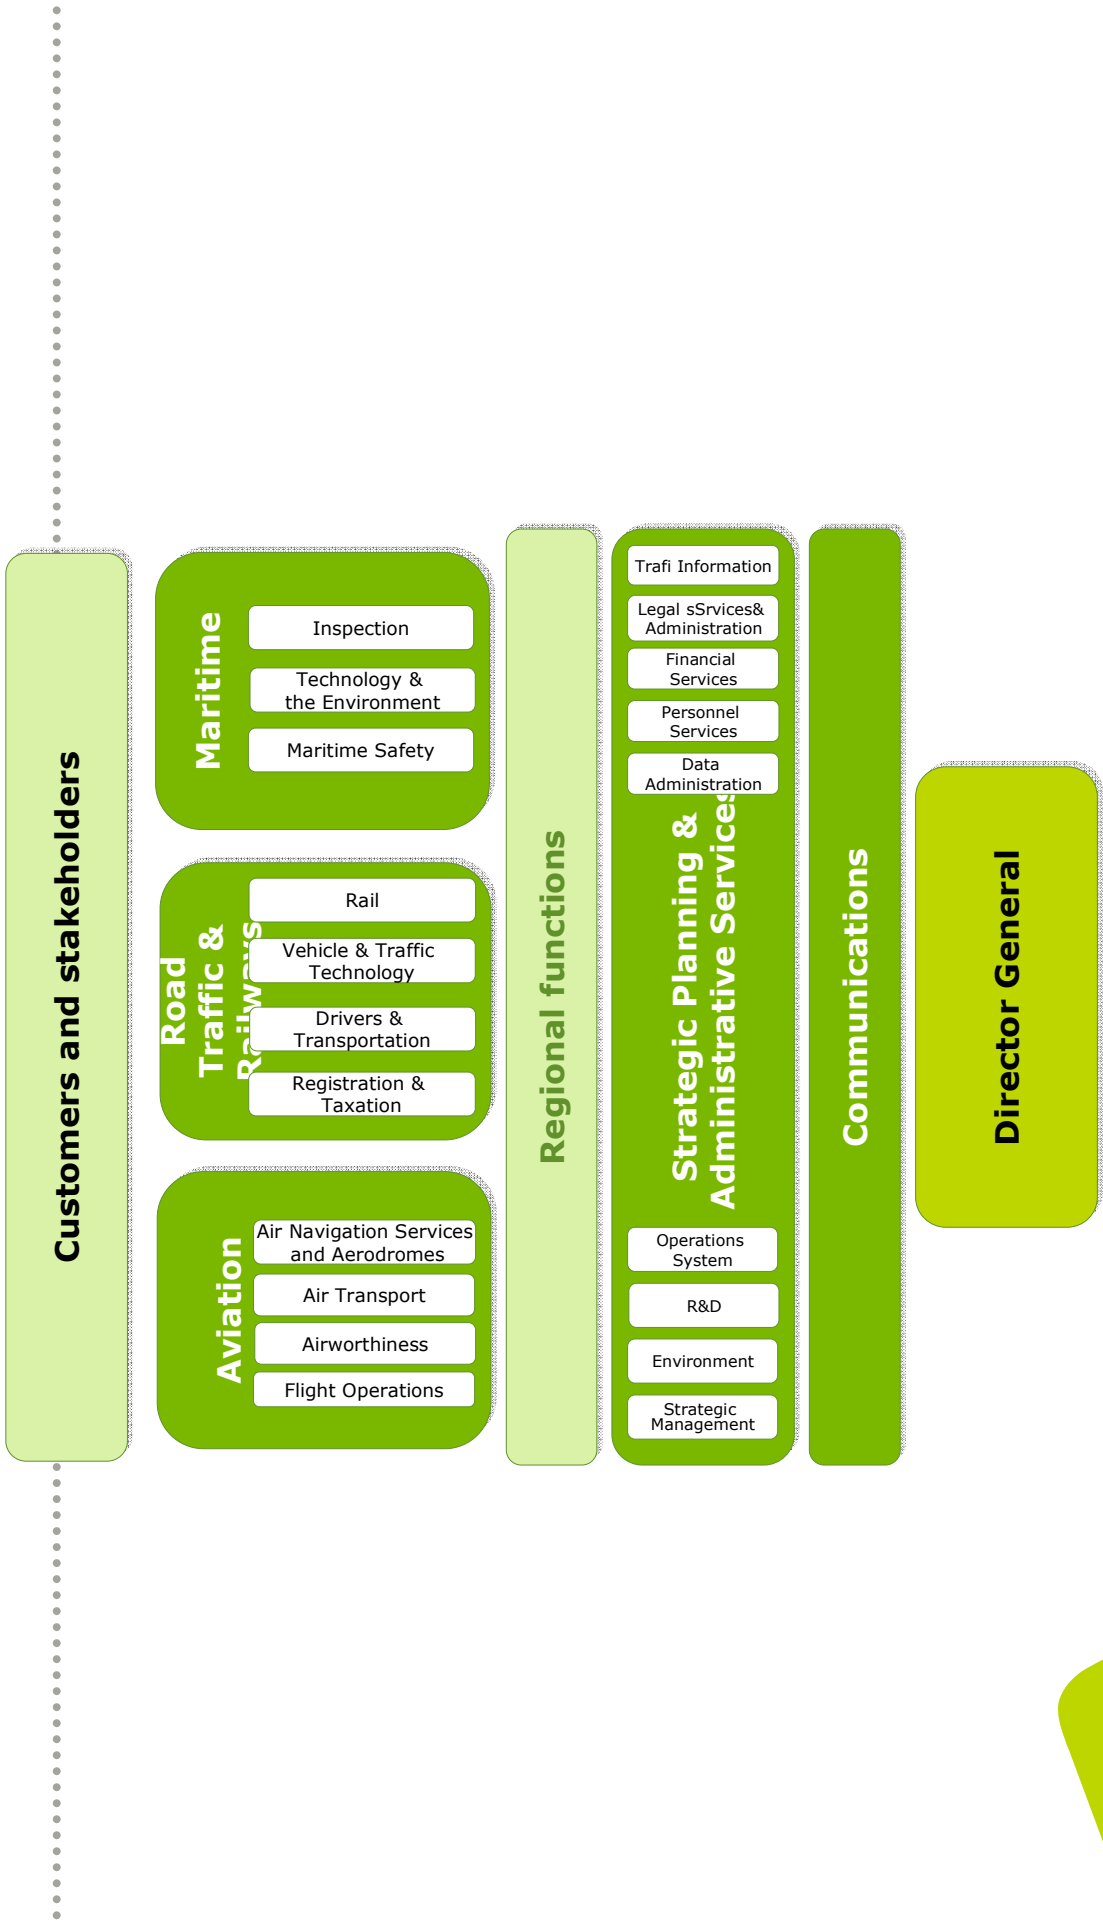 Customers and stakeholders
Maritime
Inspection
Technology &
the Environment
Maritime Safety
Road
Traffic &
Railways
Rail
Vehicle & Traffic
Technology
Drivers &
Transportation
Registration &
Taxation
Aviation
Air Navigation Services
and Aerodromes
Air Transport
Airworthiness
Flight Operations
Regional functions
Trafi Information
Legal sSrvices&
Administration
Financial
Services
Personnel
Services
Data
Administration
Strategic Planning &
Administrative Services
Operations
System
R&D
Environment
Strategic
Management
Communications
Director General